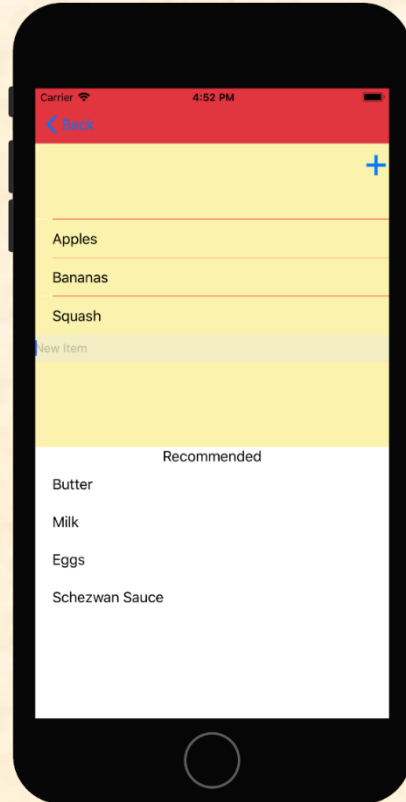 Carrier 4:52 PM
Back
+
Apples
Bananas
Squash
New Item
Recommended
Butter
Milk
Eggs
Schezwan Sauce